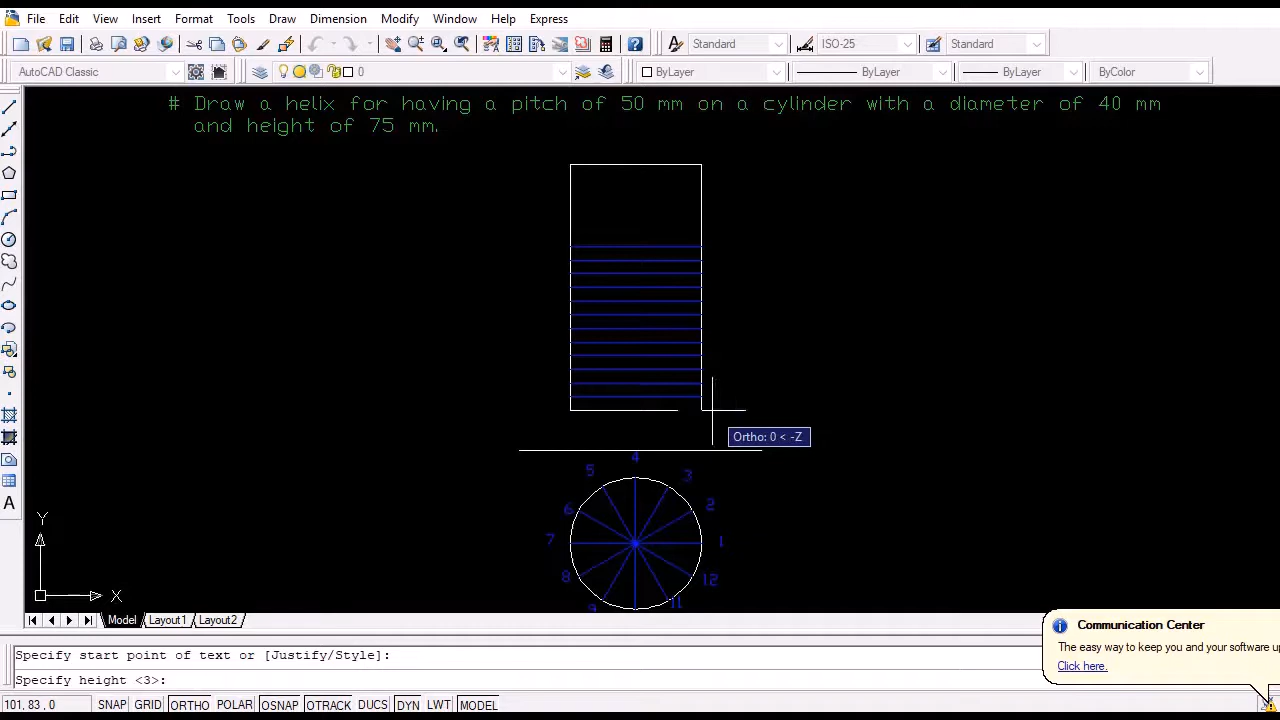 File Edit View Insert Format Tools Draw Dimension Modify Window Help Express
Standard ISO-25 Standard
AutoCAD Classic 0 ByLayer ByLayer ByLayer ByColor
# Draw a helix for having a pitch of 50 mm on a cylinder with a diameter of 40 mm
and height of 75 mm.
Ortho: 0 < -Z
4
5 3
6 2
7 1
8 12
9 11
Y
X
A
Model Layout1 Layout2
Communication Center
The easy way to keep you and your software up
Click here.
Specify start point of text or [Justify/Style]:
Specify height <3>:
101, 83 , 0 SNAP GRID ORTHO POLAR OSNAP OTRACK DUCS DYN LWT MODEL